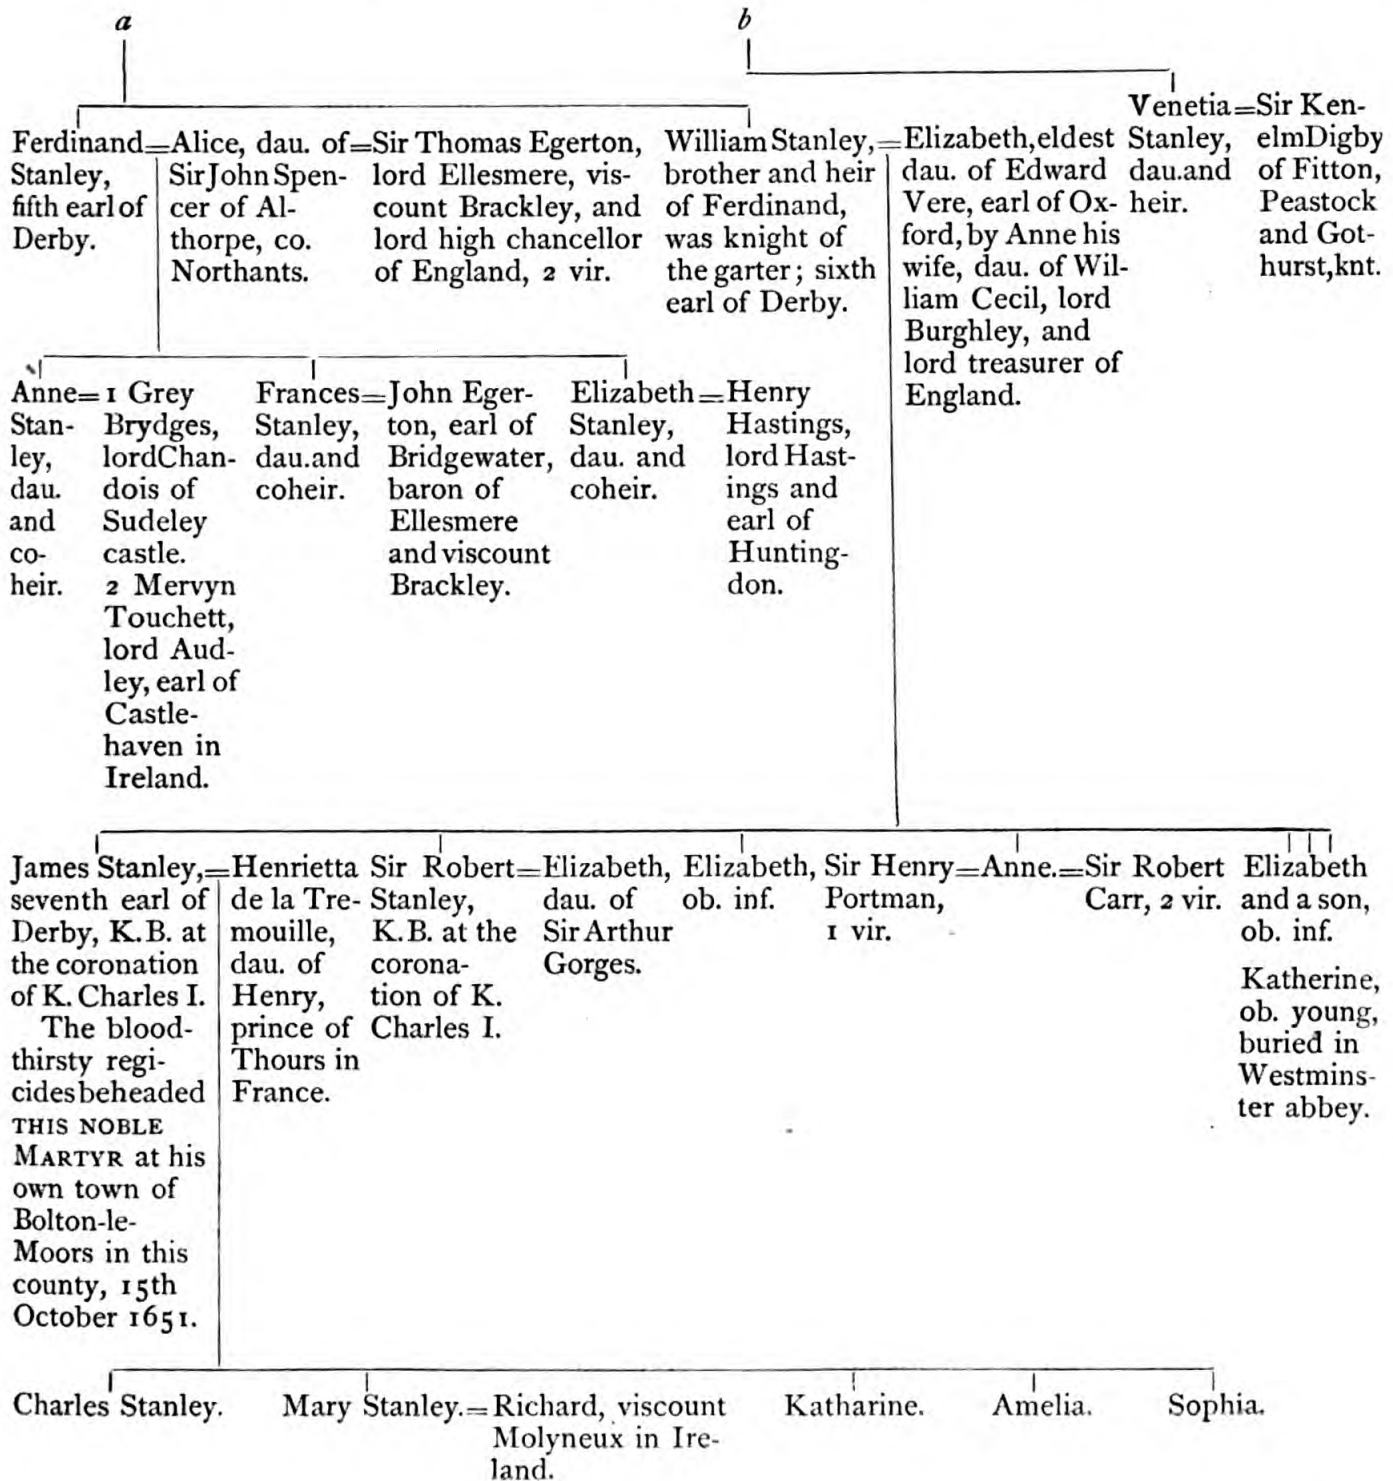 a
b
Ferdinand=Alice, dau. of=Sir Thomas Egerton,
Stanley,
fifth earl of
Derby.
Sir John Spen-
cer of Al-
thorpe, co.
Northants.
lord Ellesmere, vis-
count Brackley, and
lord high chancellor
of England, 2 vir.
William Stanley,=
brother and heir
of Ferdinand,
was knight of
the garter; sixth
earl of Derby.
Elizabeth, eldest
dau. of Edward
Vere, earl of Ox-
ford, by Anne his
wife, dau. of Wil-
liam Cecil, lord
Burghley, and
lord treasurer of
England.
Venetia=Sir Ken-
Stanley,
dau. and
heir.
elm Digby
of Fitton,
Peastock
and Got-
hurst, knt.
Anne=1 Grey
Stan-
ley,
dau.
and
co-
heir.
Brydges,
lord Chan-
dois of
Sudeley
castle.
2 Mervyn
Touchett,
lord Aud-
ley, earl of
Castle-
haven in
Ireland.
Frances=John Eger-
Stanley,
dau. and
coheir.
ton, earl of
Bridgewater,
baron of
Ellesmere
and viscount
Brackley.
Elizabeth=Henry
Stanley,
dau. and
coheir.
Hastings,
lord Hast-
ings and
earl of
Hunting-
don.
James Stanley,=Henrietta
seventh earl of
Derby, K.B. at
the coronation
of K. Charles I.
The blood-
thirsty regi-
cides beheaded
THIS NOBLE
MARTYR at his
own town of
Bolton-le-
Moors in this
county, 15th
October 1651.
de la Tre-
mouille,
dau. of
Henry,
prince of
Thours in
France.
Sir Robert=Elizabeth,
Stanley,
K.B. at the
corona-
tion of K.
Charles I.
dau. of
Sir Arthur
Gorges.
Elizabeth,
ob. inf.
Sir Henry=Anne.=Sir Robert
Portman,
1 vir.
Carr, 2 vir.
Elizabeth
and a son,
ob. inf.
Katherine,
ob. young,
buried in
Westmins-
ter abbey.
Charles Stanley.
Mary Stanley.=Richard, viscount
Molyneux in Ire-
land.
Katharine.
Amelia.
Sophia.